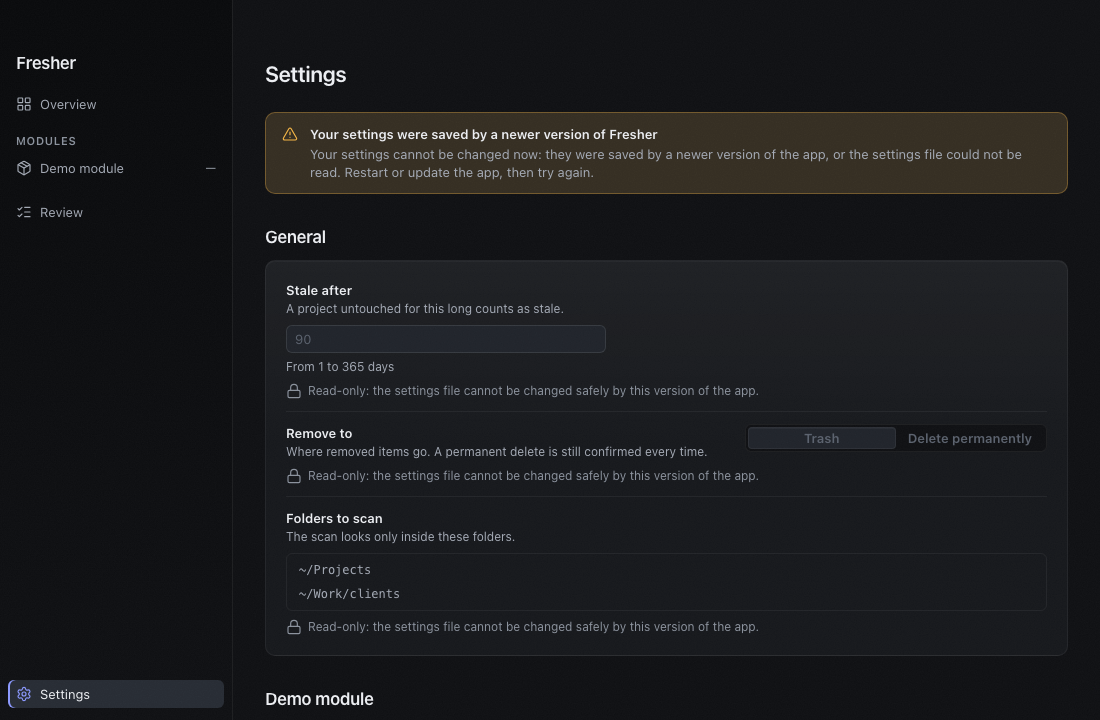 Fresher
Overview
MODULES
Demo module
Review
Settings
Settings
Your settings were saved by a newer version of Fresher
Your settings cannot be changed now: they were saved by a newer version of the app, or the settings file could not be
read. Restart or update the app, then try again.
General
Stale after
A project untouched for this long counts as stale.
90
From 1 to 365 days
Read-only: the settings file cannot be changed safely by this version of the app.
Remove to
Where removed items go. A permanent delete is still confirmed every time.
Trash
Delete permanently
Read-only: the settings file cannot be changed safely by this version of the app.
Folders to scan
The scan looks only inside these folders.
~/Projects
~/Work/clients
Read-only: the settings file cannot be changed safely by this version of the app.
Demo module